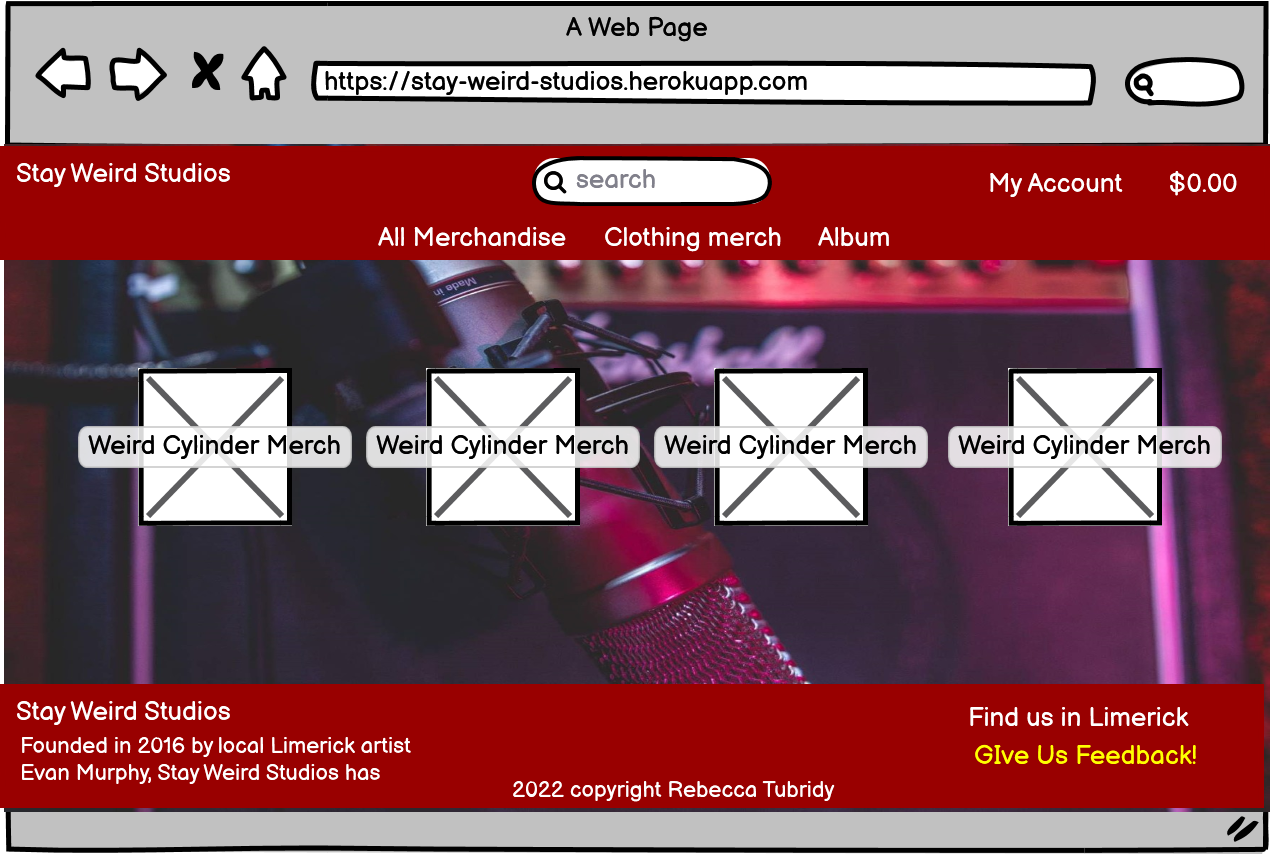 A Web Page
https://stay-weird-studios.herokuapp.com
Stay Weird Studios
search
My Account
$0.00
All Merchandise
Clothing merch
Album
Made in
Weird Cylinder Merch
Weird Cylinder Merch
Weird Cylinder Merch
Weird Cylinder Merch
Stay Weird Studios
Founded in 2016 by local Limerick artist
Evan Murphy, Stay Weird Studios has
2022 copyright Rebecca Tubridy
Find us in Limerick
GIve Us Feedback!